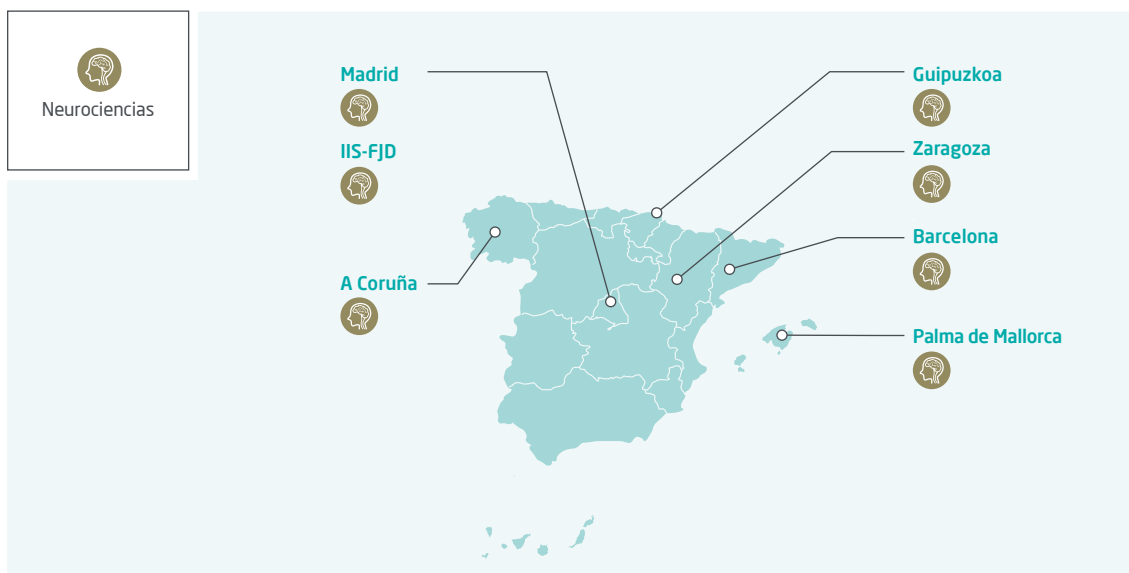 Neurociencias
Madrid
IIS-FJD
A Coruña
Guipuzkoa
Zaragoza
Barcelona
Palma de Mallorca